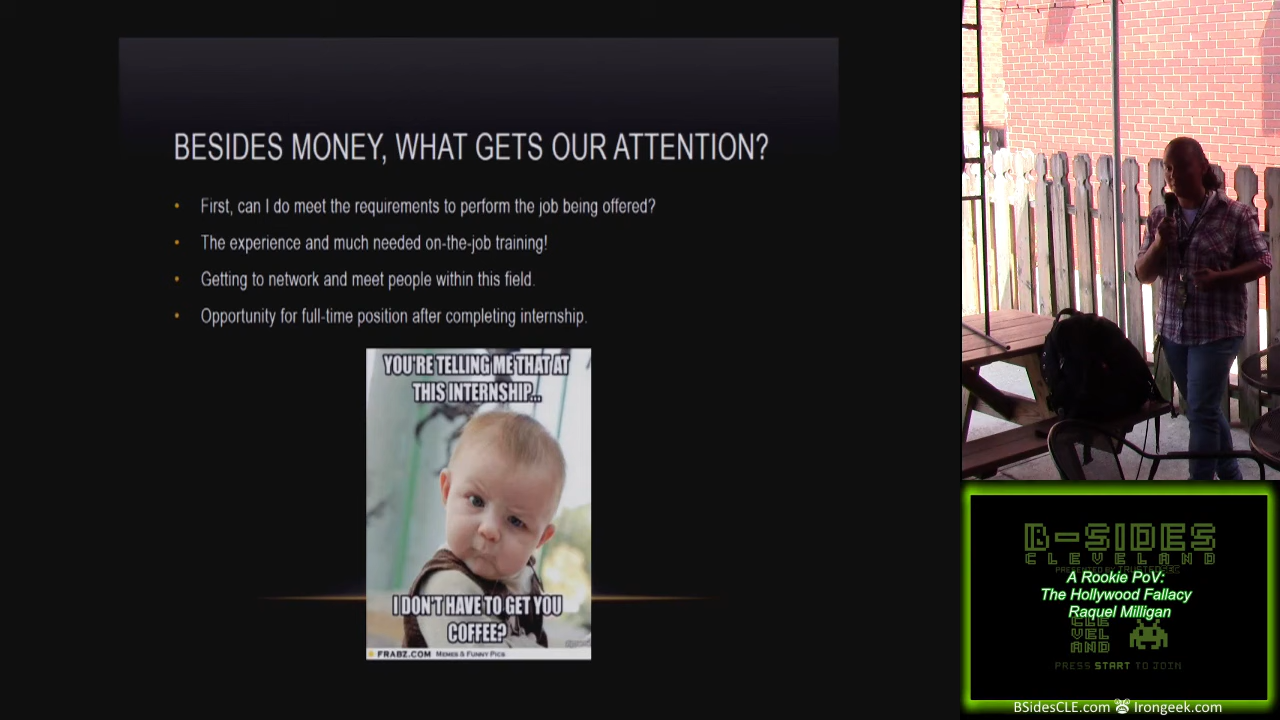 BESIDES MONEY, WHAT GETS OUR ATTENTION?
• First, can I do meet the requirements to perform the job being offered?
• The experience and much needed on-the-job training!
• Getting to network and meet people within this field.
• Opportunity for full-time position after completing internship.
YOU'RE TELLING ME THAT AT
THIS INTERNSHIP...
I DON'T HAVE TO GET YOU
COFFEE?
FRABZ.COM MEMES & FUNNY PICS
B-SIDES
CLEVELAND
PRESENTED BY TRUSTEDSEC
A Rookie PoV:
The Hollywood Fallacy
Raquel Milligan
CLE
VEL
AND
PRESS START TO JOIN
BSidesCLE.com Irongeek.com